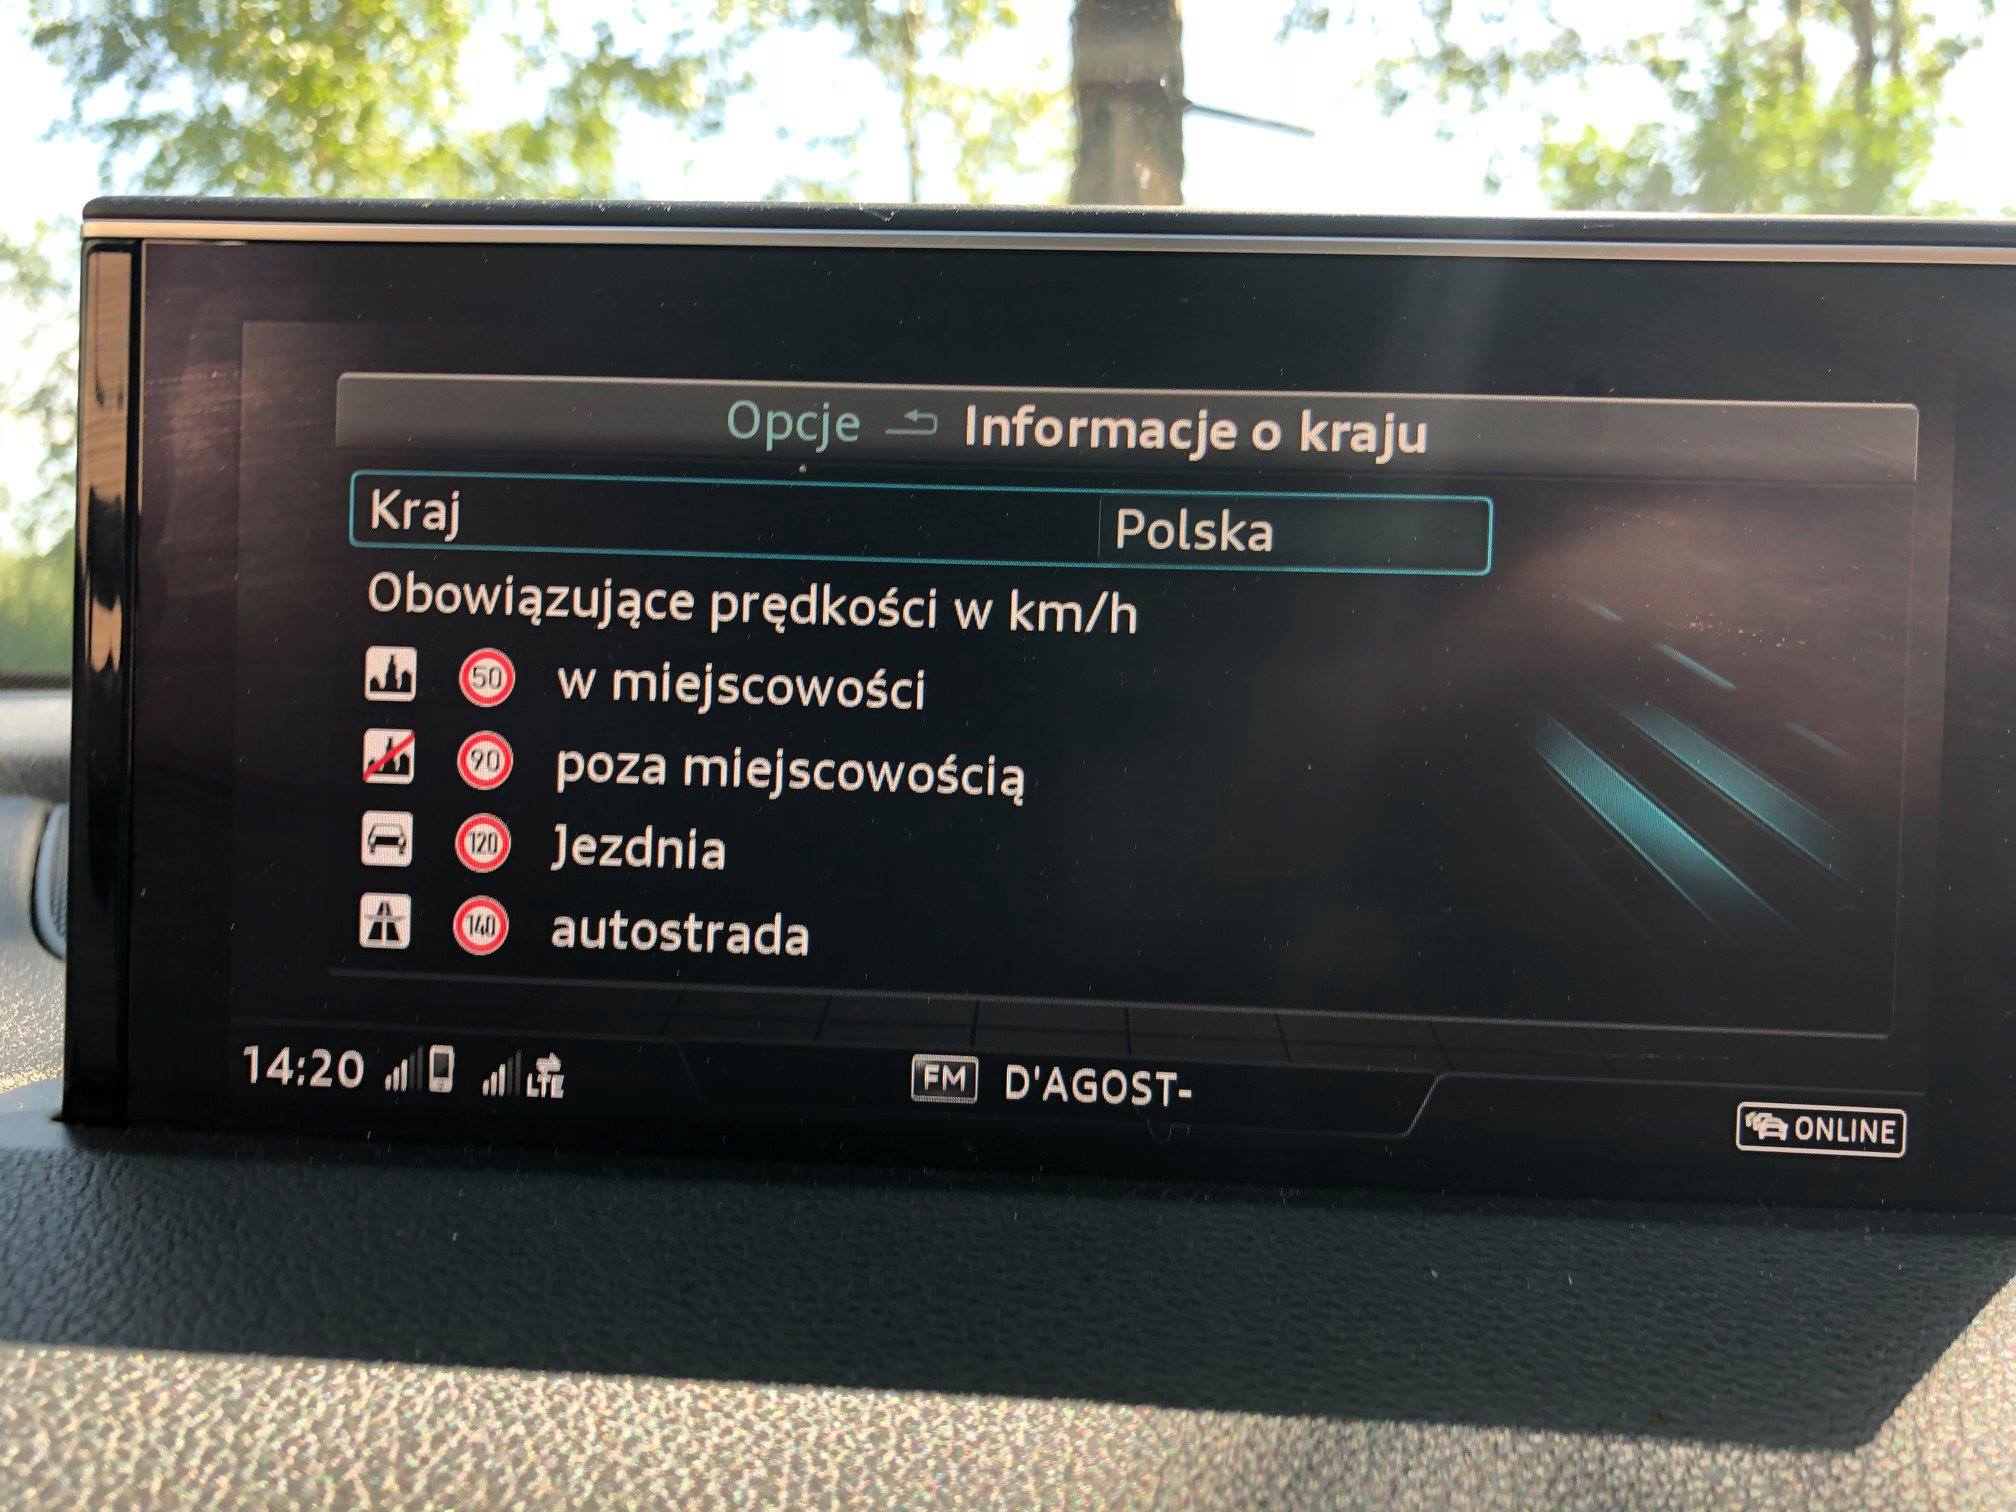 Opcje Informacje o kraju
Kraj Polska
Obowiązujące prędkości w km/h
50 w miejscowości
90 poza miejscowością
120 Jezdnia
140 autostrada
14:20 LTE FM D'AGOST- ONLINE